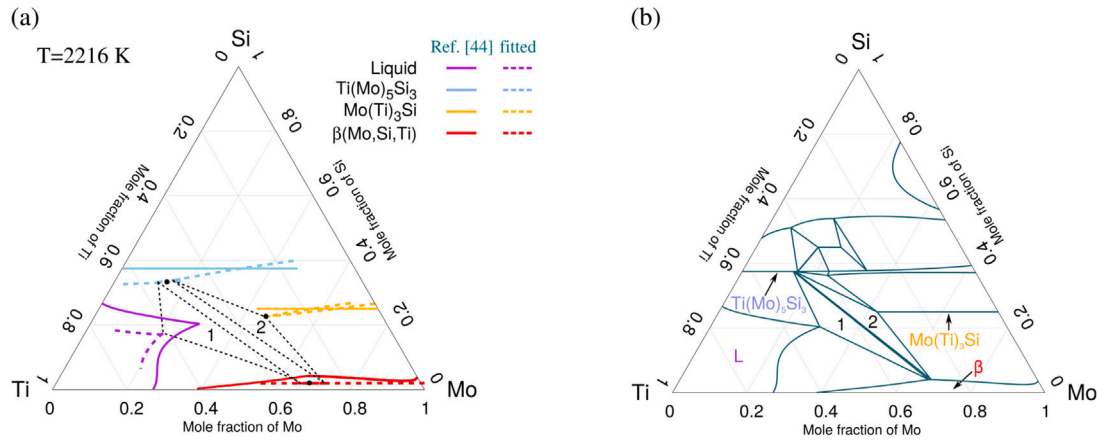 (a)
T=2216 K
Si
Ref. [44] fitted
Liquid
Ti(Mo)₅Si₃
Mo(Ti)₃Si
β(Mo,Si,Ti)
0
1
0.2
0.8
0.4
0.6
0.6
0.4
0.8
0.2
1
0
Mole fraction of Ti
Mole fraction of Si
1
2
Ti
Mo
0
0.2
0.4
0.6
0.8
1
Mole fraction of Mo
(b)
Si
0
1
0.2
0.8
0.4
0.6
0.6
0.4
0.8
0.2
1
0
Mole fraction of Ti
Mole fraction of Si
Ti(Mo)₅Si₃
1
2
Mo(Ti)₃Si
L
β
Ti
Mo
0
0.2
0.4
0.6
0.8
1
Mole fraction of Mo